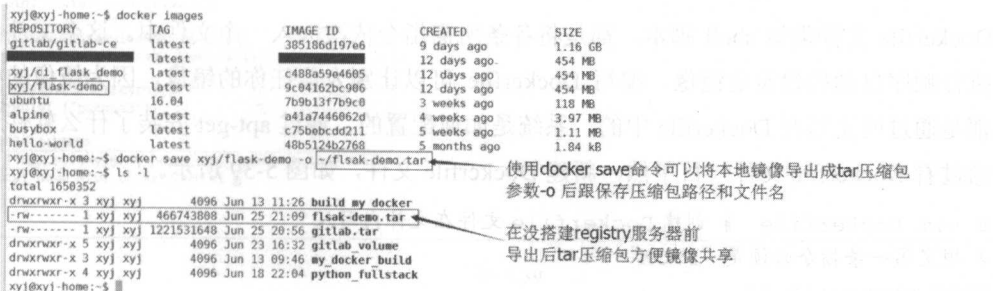 xyj@xyj-home:~$ docker images
REPOSITORY TAG IMAGE ID CREATED SIZE
gitlab/gitlab-ce latest 385186d197e6 9 days ago 1.16 GB
latest 12 days ago 454 MB
xyj/ci_flask_demo latest c488a59e4605 12 days ago 454 MB
xyj/flask-demo latest 9c04162bc906 12 days ago 454 MB
ubuntu 16.04 7b9b13f7b9c0 3 weeks ago 118 MB
alpine latest a41a7446062d 4 weeks ago 3.97 MB
busybox latest c75bebcdd211 5 weeks ago 1.11 MB
hello-world latest 48b5124b2768 5 months ago 1.84 kB
xyj@xyj-home:~$ docker save xyj/flask-demo -o ~/flsak-demo.tar
使用docker save命令可以将本地镜像导出成tar压缩包
参数-o 后跟保存压缩包路径和文件名
xyj@xyj-home:~$ ls -l
total 1650352
drwxrwxr-x 3 xyj xyj 4096 Jun 13 11:26 build_my_docker
-rw------- 1 xyj xyj 466743808 Jun 25 21:09 flsak-demo.tar
-rw------- 1 xyj xyj 1221531648 Jun 25 20:56 gitlab.tar
drwxrwxr-x 5 xyj xyj 4096 Jun 23 16:32 gitlab_volume
drwxrwxr-x 3 xyj xyj 4096 Jun 13 09:46 my_docker_build
drwxrwxr-x 4 xyj xyj 4096 Jun 18 22:04 python_fullstack
在没搭建registry服务器前
导出后tar压缩包方便镜像共享
xyj@xyj-home:~$